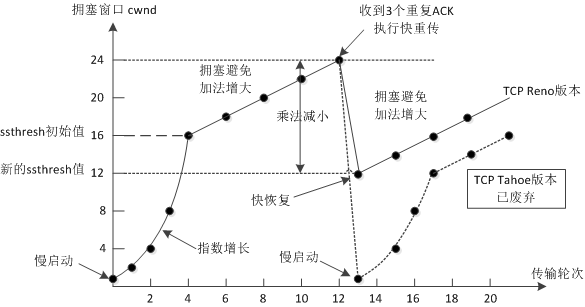 拥塞窗口 cwnd
收到3个重复ACK
执行快重传
24
拥塞避免
加法增大
拥塞避免
加法增大
TCP Reno版本
20
乘法减小
ssthresh初始值
16
新的ssthresh值
12
快恢复
TCP Tahoe版本
已废弃
8
指数增长
4
慢启动
慢启动
传输轮次
2
4
6
8
10
12
14
16
18
20